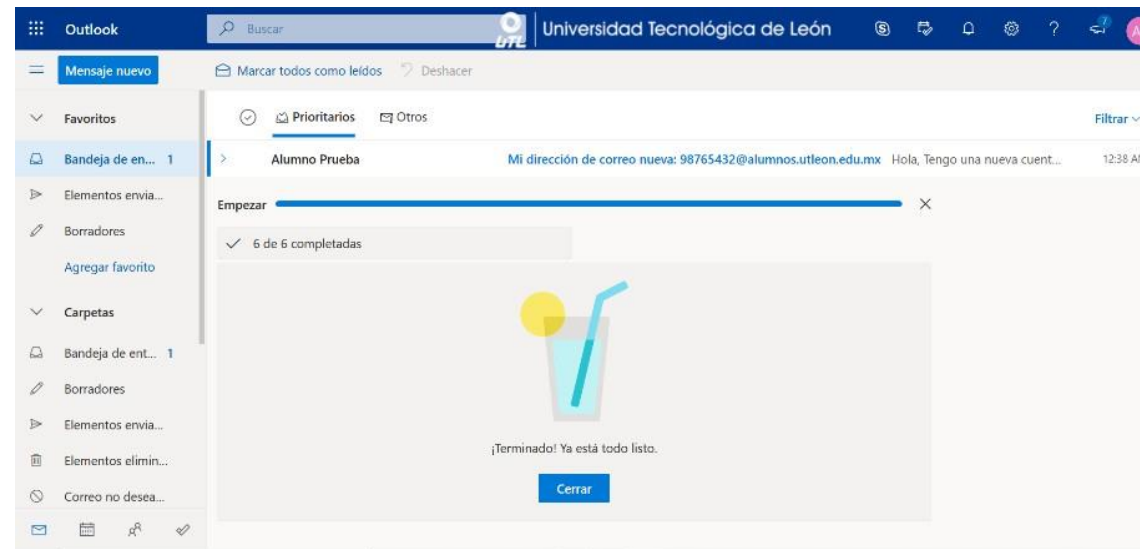 Outlook
Buscar
UTL
Universidad Tecnológica de León
7
A
Mensaje nuevo
Marcar todos como leídos
Deshacer
Favoritos
Prioritarios
Otros
Filtrar
Bandeja de en... 1
Alumno Prueba Mi dirección de correo nueva: 98765432@alumnos.utleon.edu.mx Hola, Tengo una nueva cuent... 12:38 AM
Elementos envia...
Empezar
Borradores
6 de 6 completadas
Agregar favorito
Carpetas
Bandeja de ent... 1
Borradores
Elementos envia...
¡Terminado! Ya está todo listo.
Elementos elimin...
Cerrar
Correo no desea...